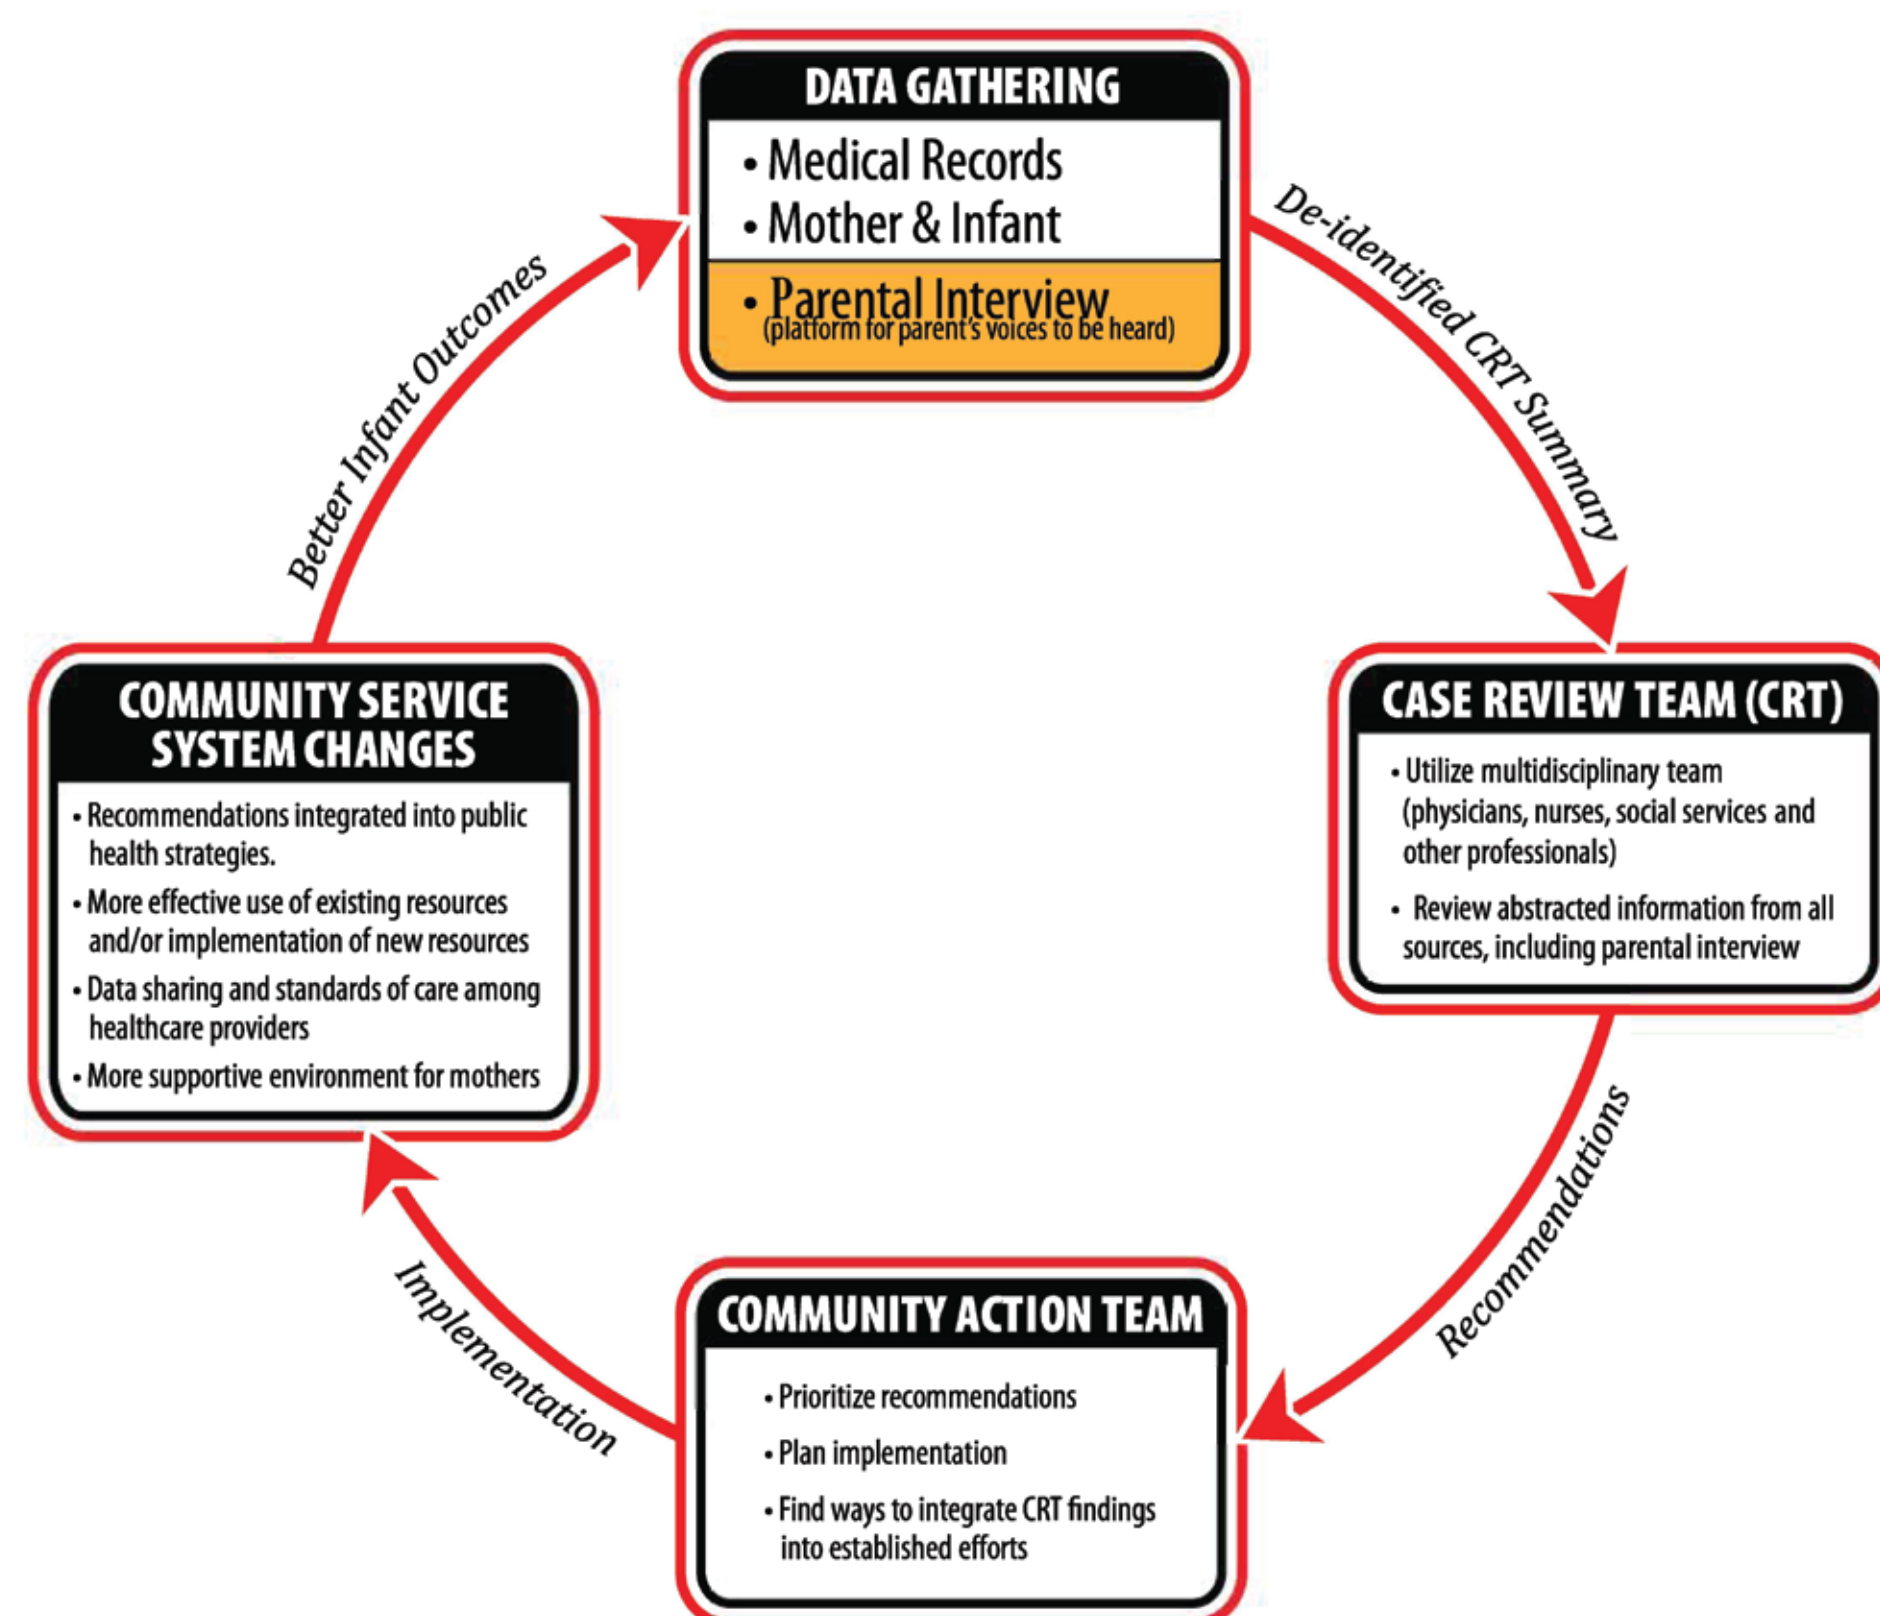 DATA GATHERING
• Medical Records
• Mother & Infant
• Parental Interview
(platform for parent's voices to be heard)
De-identified CRT Summary
CASE REVIEW TEAM (CRT)
• Utilize multidisciplinary team
(physicians, nurses, social services and
other professionals)
• Review abstracted information from all
sources, including parental interview
Recommendations
COMMUNITY ACTION TEAM
• Prioritize recommendations
• Plan implementation
• Find ways to integrate CRT findings
into established efforts
Implementation
COMMUNITY SERVICE
SYSTEM CHANGES
• Recommendations integrated into public
health strategies.
• More effective use of existing resources
and/or implementation of new resources
• Data sharing and standards of care among
healthcare providers
• More supportive environment for mothers
Better Infant Outcomes